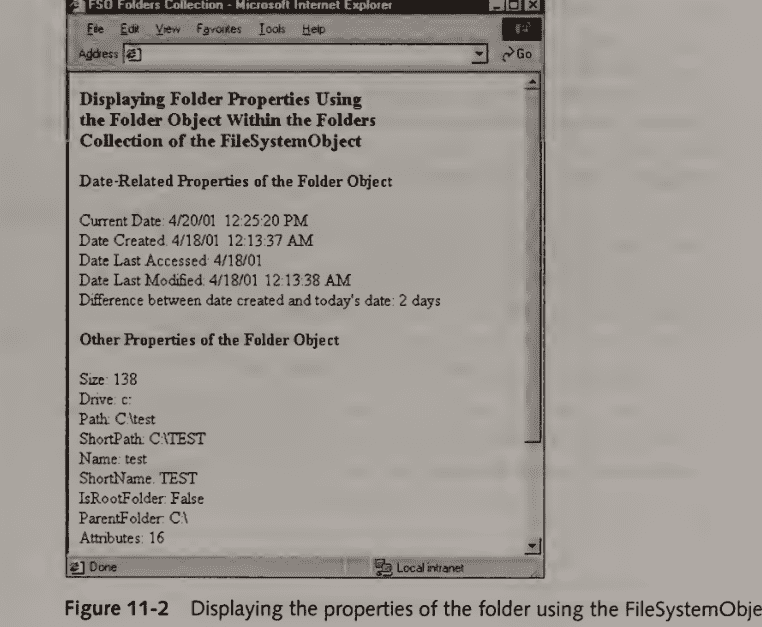 FSO Folders Collection - Microsoft Internet Explorer
File Edit View Favorites Tools Help
Address Go
Displaying Folder Properties Using
the Folder Object Within the Folders
Collection of the FileSystemObject
Date-Related Properties of the Folder Object
Current Date: 4/20/01 12:25:20 PM
Date Created: 4/18/01 12:13:37 AM
Date Last Accessed: 4/18/01
Date Last Modified: 4/18/01 12:13:38 AM
Difference between date created and today's date: 2 days
Other Properties of the Folder Object
Size: 138
Drive: c:
Path: C:\test
ShortPath: C:\TEST
Name: test
ShortName: TEST
IsRootFolder: False
ParentFolder: C:\
Attributes: 16
Done Local intranet
Figure 11-2 Displaying the properties of the folder using the FileSystemObje